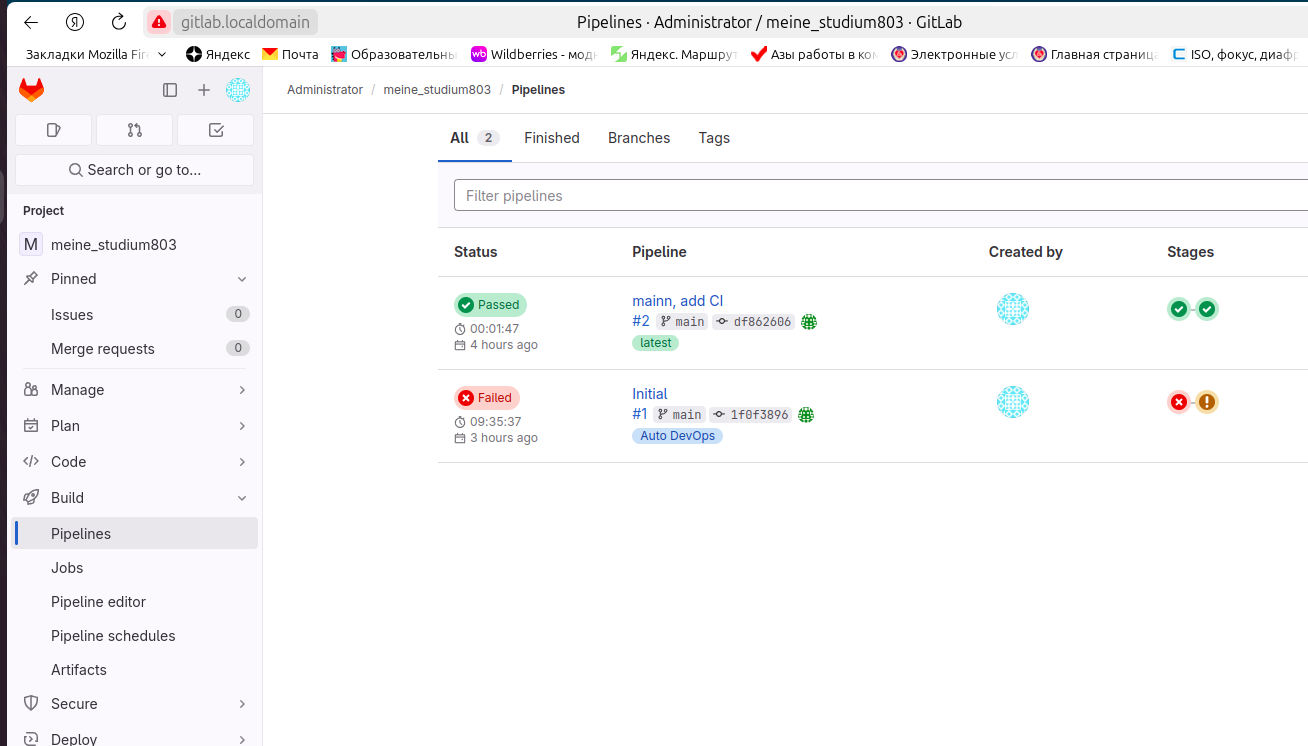 gitlab.localdomain
Pipelines · Administrator / meine_studium803 · GitLab
Закладки Mozilla Fir Яндекс Почта Образовательны Wildberries - модн Яндекс. Маршрут Азы работы в ком Электронные усл Главная страниц ISO, фокус, диаф
Administrator / meine_studium803 / Pipelines
Search or go to...
Project
M meine_studium803
Pinned
Issues 0
Merge requests 0
Manage
Plan
Code
Build
Pipelines
Jobs
Pipeline editor
Pipeline schedules
Artifacts
Secure
Deploy
All 2 Finished Branches Tags
Filter pipelines
Status Pipeline Created by Stages
Passed
00:01:47
4 hours ago
mainn, add CI
#2 main df862606
latest
Failed
09:35:37
3 hours ago
Initial
#1 main 1f0f3896
Auto DevOps